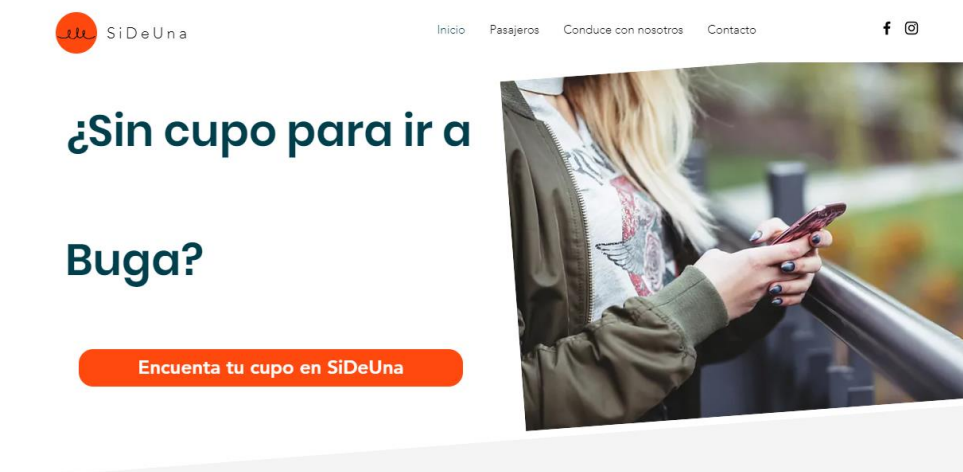 SiDeUna
Inicio Pasajeros Conduce con nosotros Contacto
¿Sin cupo para ir a
Buga?
Encuenta tu cupo en SiDeUna